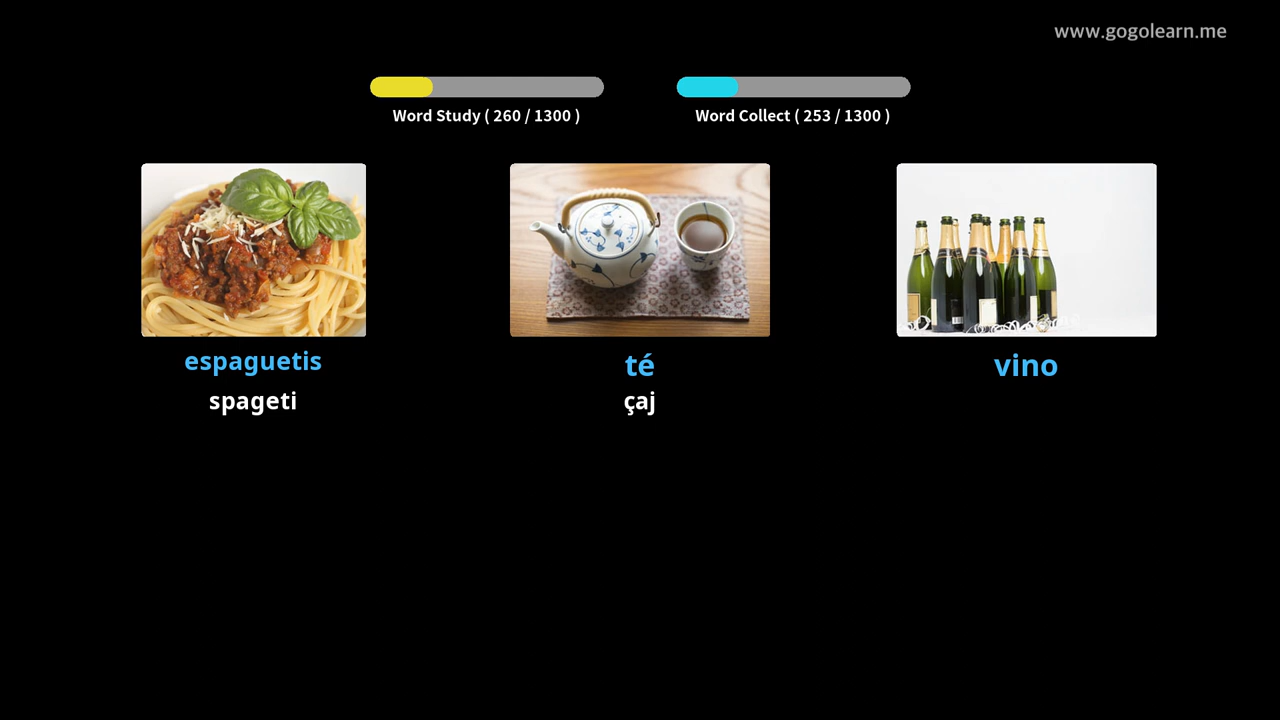 www.gogolearn.me
Word Study ( 260 / 1300 )
Word Collect ( 253 / 1300 )
espaguetis
té
vino
spageti
çaj